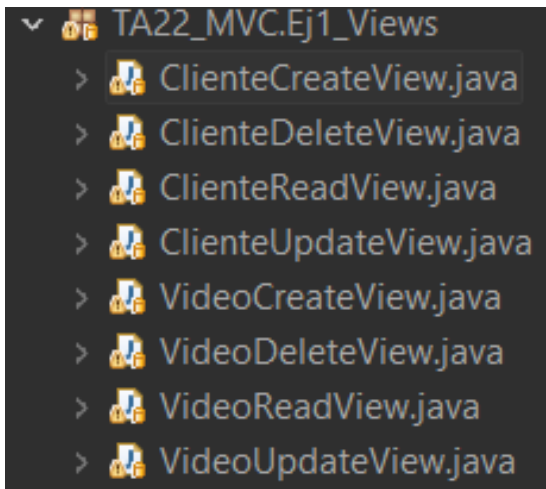 TA22_MVC.Ej1_Views
ClienteCreateView.java
ClienteDeleteView.java
ClienteReadView.java
ClienteUpdateView.java
VideoCreateView.java
VideoDeleteView.java
VideoReadView.java
VideoUpdateView.java